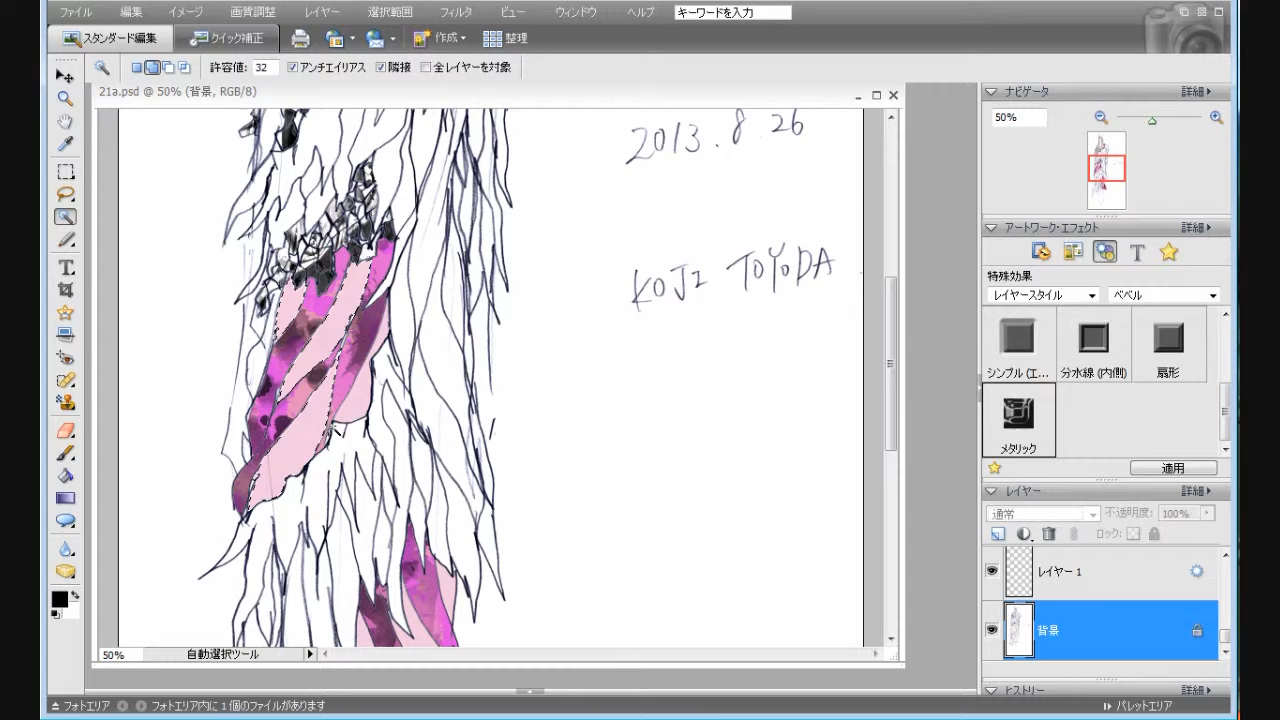 ファイル 編集 イメージ 画質調整 レイヤー 選択範囲 フィルタ ビュー ウィンドウ ヘルプ キーワードを入力
スタンダード編集 クイック補正 作成 整理
許容値: 32 アンチエイリアス 隣接 全レイヤーを対象
21a.psd @ 50% (背景, RGB/8)
2013.8.26
KOJI TOYODA
50% 自動選択ツール
ナビゲータ 詳細
50%
アートワーク・エフェクト 詳細
特殊効果
レイヤースタイル ベベル
シンプル (エ... 分水線 (内側) 扇形
メタリック
適用
レイヤー 詳細
通常 不透明度: 100%
ロック:
レイヤー 1
背景
ヒストリー 詳細
フォトエリア フォトエリア内に 1 個のファイルがあります パレットエリア